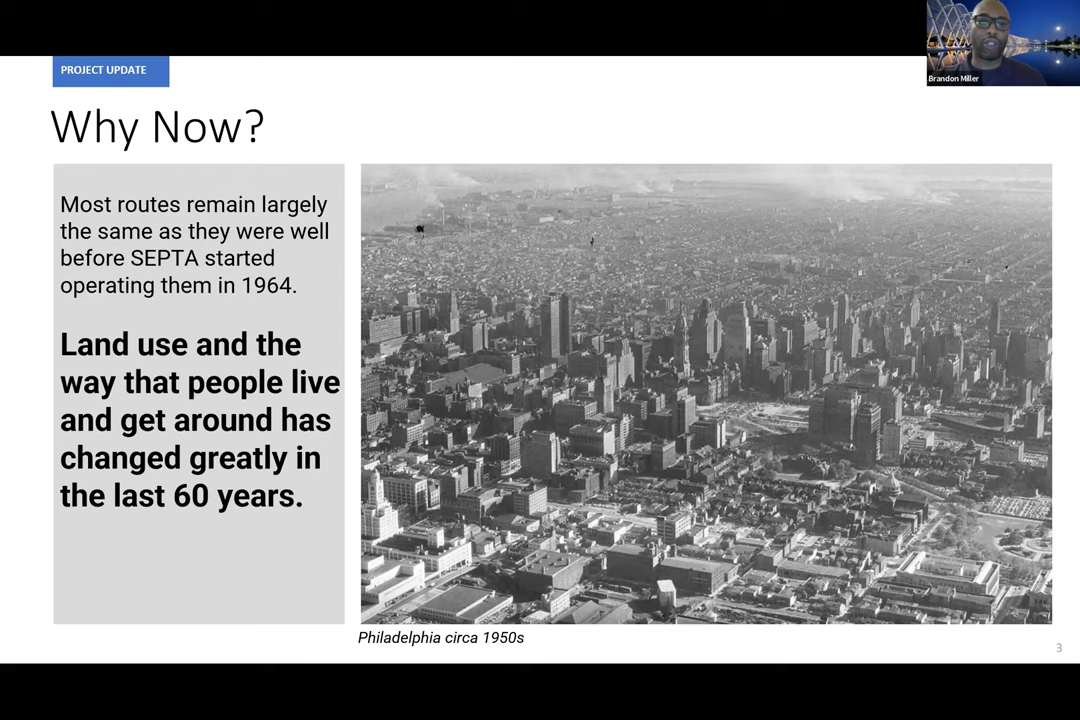 Brandon Miller
PROJECT UPDATE
Why Now?
Most routes remain largely
the same as they were well
before SEPTA started
operating them in 1964.
Land use and the
way that people live
and get around has
changed greatly in
the last 60 years.
Philadelphia circa 1950s
3